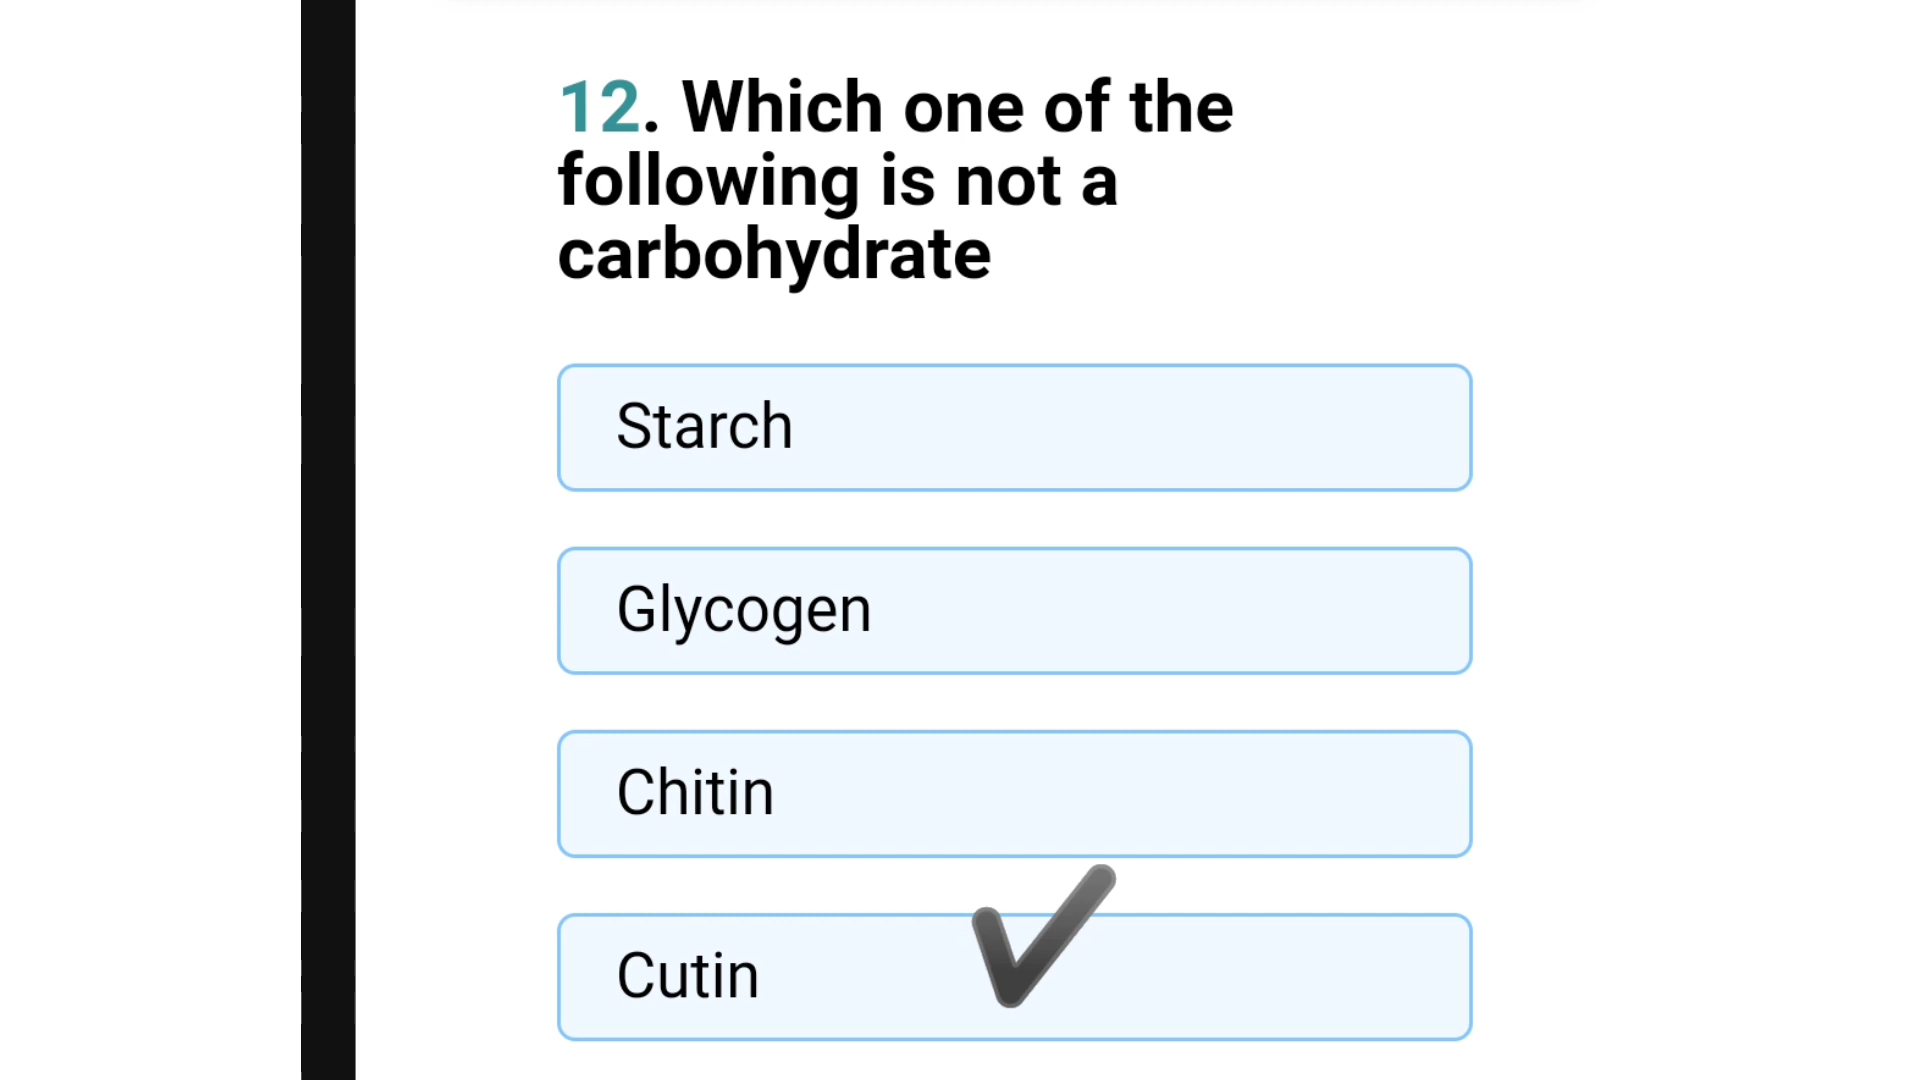 12. Which one of the
following is not a
carbohydrate
Starch
Glycogen
Chitin
Cutin